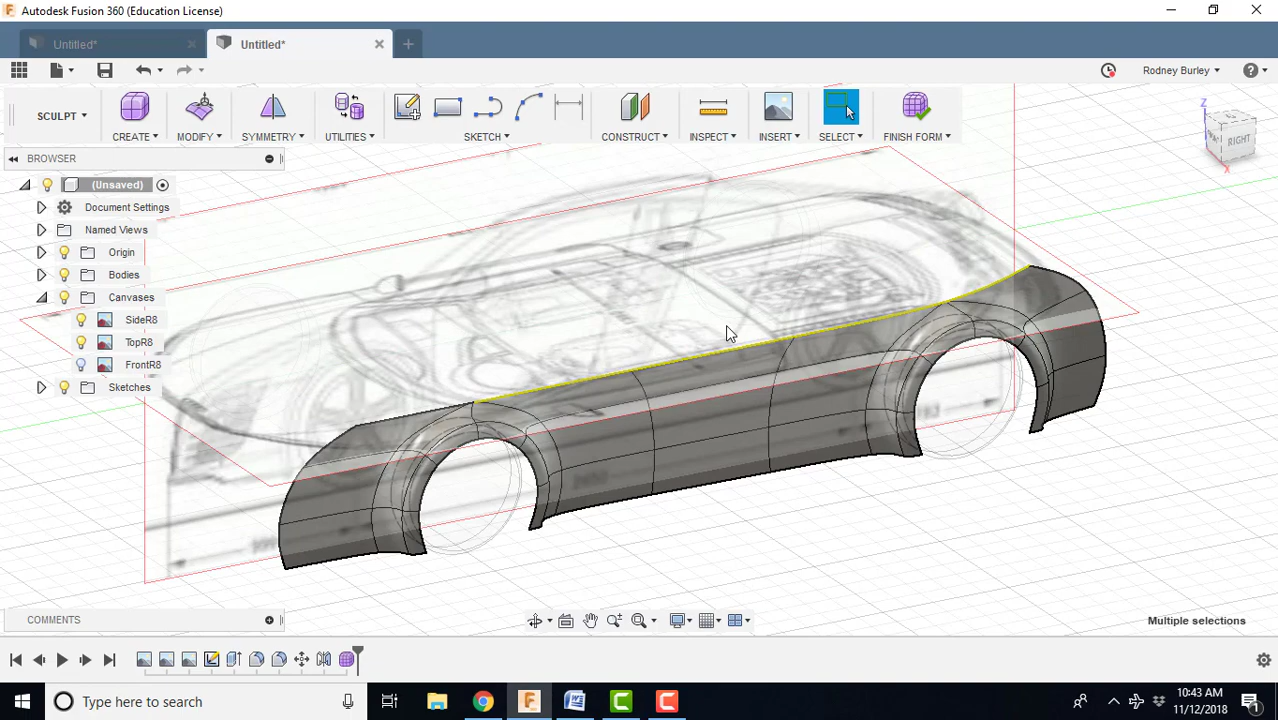 Autodesk Fusion 360 (Education License)
Untitled*
Untitled*
Rodney Burley
SCULPT
CREATE
MODIFY
SYMMETRY
UTILITIES
SKETCH
CONSTRUCT
INSPECT
INSERT
SELECT
FINISH FORM
Z
RIGHT
X
BROWSER
(Unsaved)
Document Settings
Named Views
Origin
Bodies
Canvases
SideR8
TopR8
FrontR8
Sketches
COMMENTS
Multiple selections
Type here to search
10:43 AM
11/12/2018